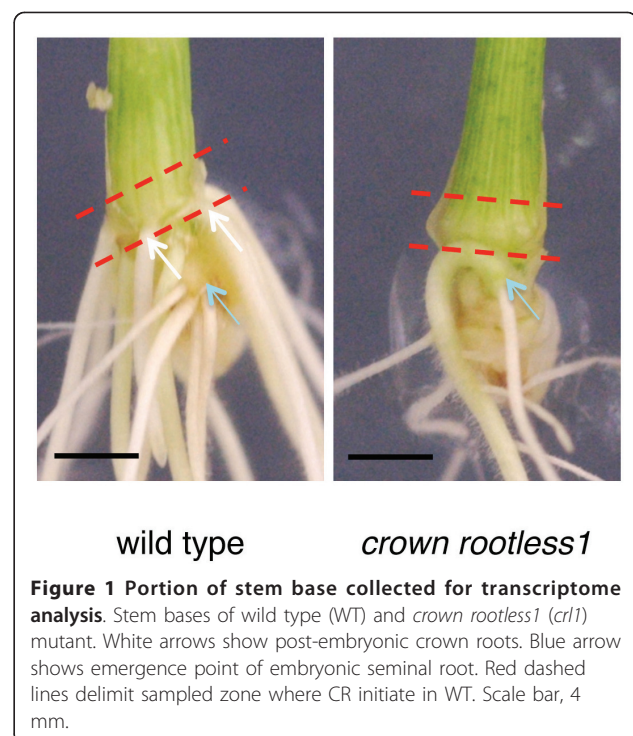 wild type
crown rootless1
Figure 1 Portion of stem base collected for transcriptome
analysis. Stem bases of wild type (WT) and crown rootless1 (crl1)
mutant. White arrows show post-embryonic crown roots. Blue arrow
shows emergence point of embryonic seminal root. Red dashed
lines delimit sampled zone where CR initiate in WT. Scale bar, 4
mm.